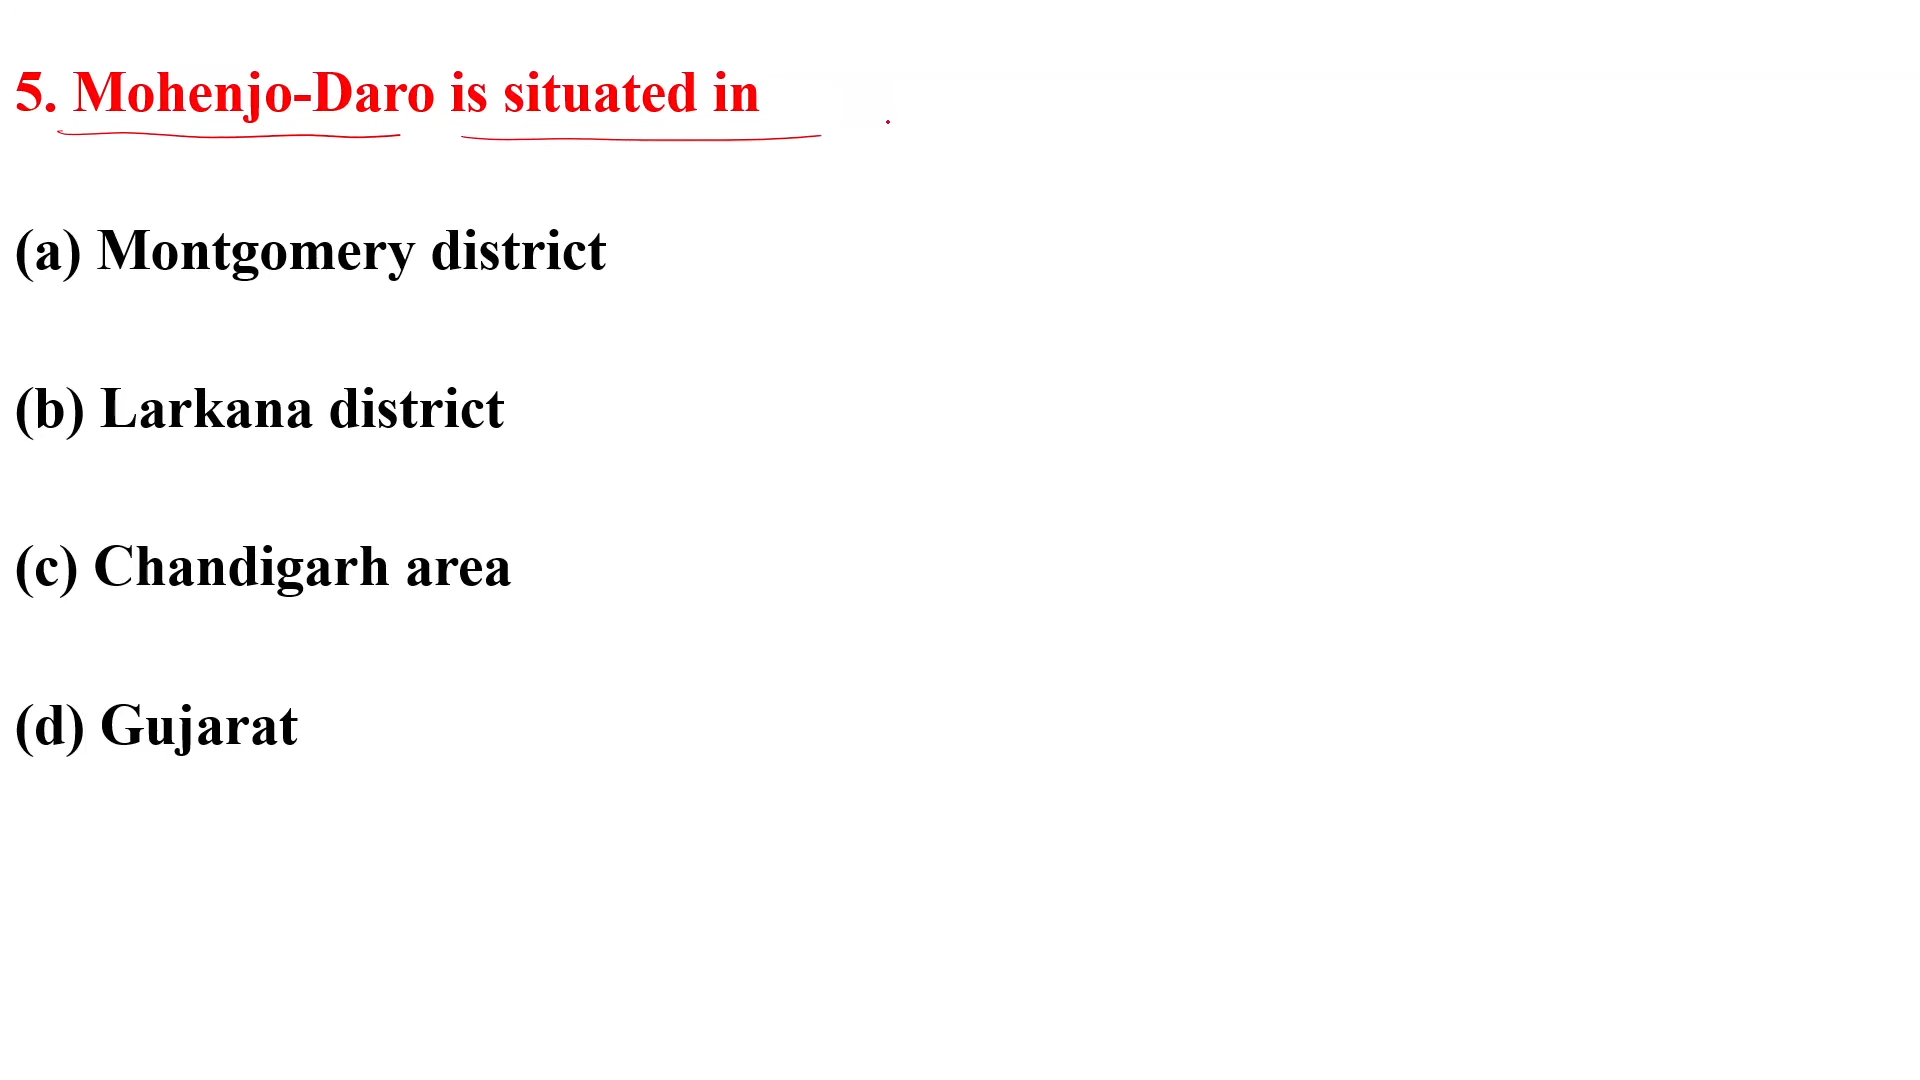 5. Mohenjo-Daro is situated in
(a) Montgomery district
(b) Larkana district
(c) Chandigarh area
(d) Gujarat